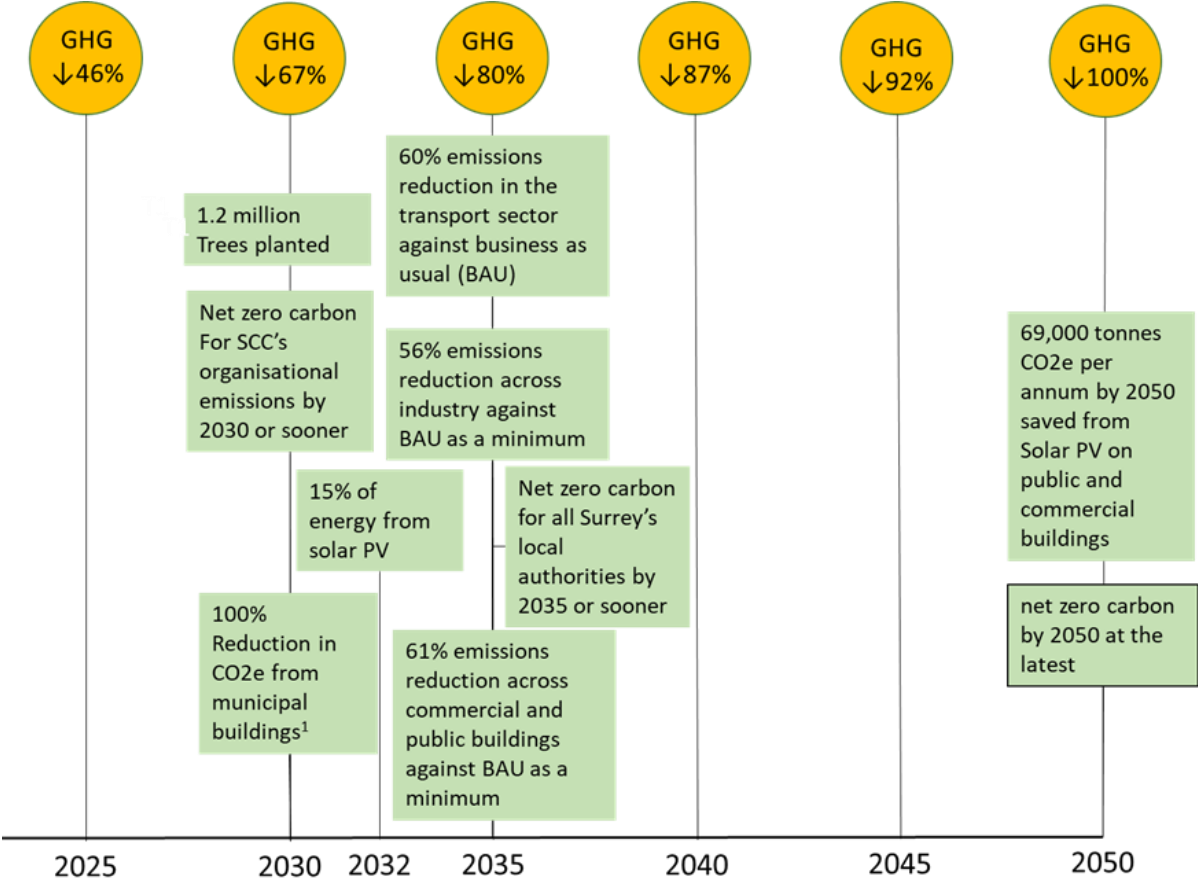 GHG
↓46%
GHG
↓67%
GHG
↓80%
GHG
↓87%
GHG
↓92%
GHG
↓100%
1.2 million
Trees planted
Net zero carbon
For SCC’s
organisational
emissions by
2030 or sooner
15% of
energy from
solar PV
100%
Reduction in
CO2e from
municipal
buildings¹
60% emissions
reduction in the
transport sector
against business as
usual (BAU)
56% emissions
reduction across
industry against
BAU as a minimum
Net zero carbon
for all Surrey’s
local
authorities by
2035 or sooner
61% emissions
reduction across
commercial and
public buildings
against BAU as a
minimum
69,000 tonnes
CO2e per
annum by 2050
saved from
Solar PV on
public and
commercial
buildings
net zero carbon
by 2050 at the
latest
2025
2030
2032
2035
2040
2045
2050